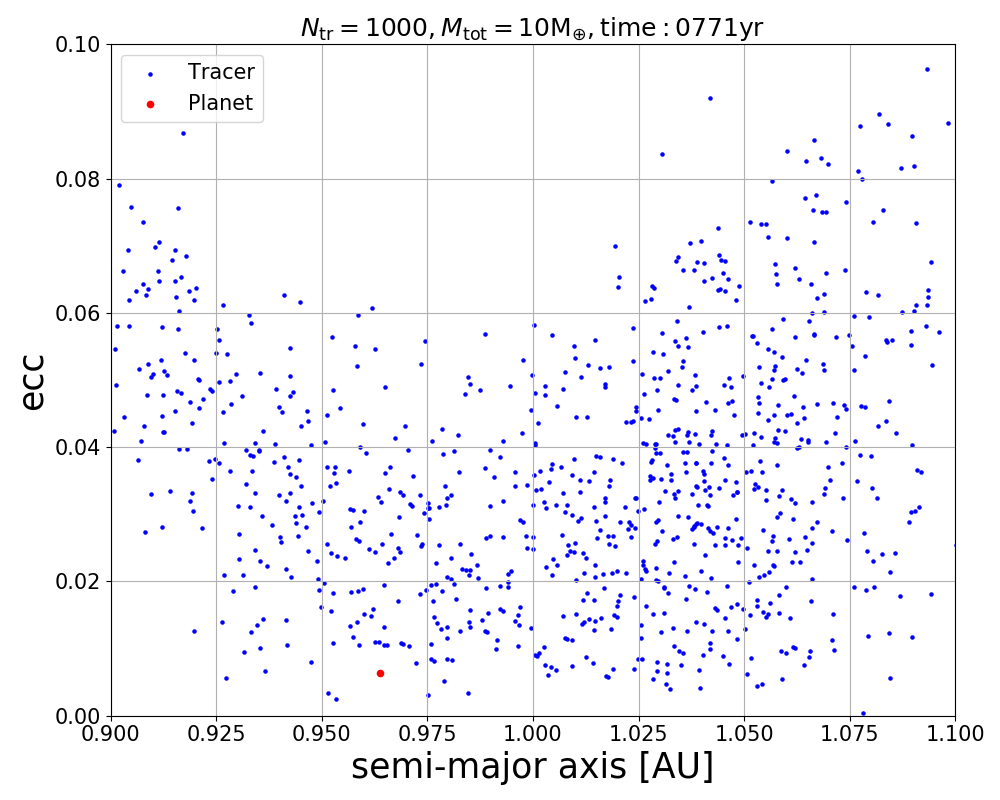 N_tr = 1000, M_tot = 10M_⊕, time : 0771yr
Tracer
Planet
ecc
0.10
0.08
0.06
0.04
0.02
0.00
0.900 0.925 0.950 0.975 1.000 1.025 1.050 1.075 1.100
semi-major axis [AU]